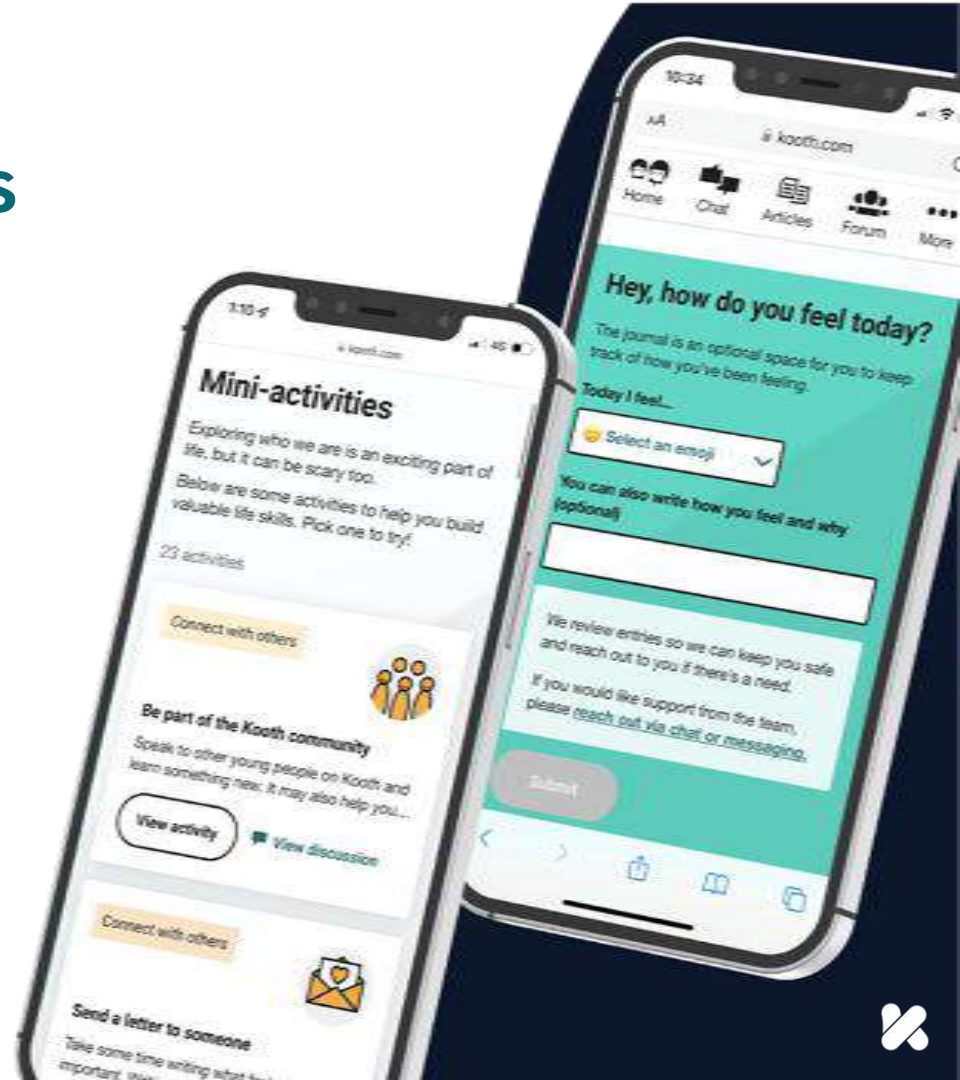 s
1:10
kooth.com
4G
Mini-activities
Exploring who we are is an exciting part of
life, but it can be scary too.
Below are some activities to help you build
valuable life skills. Pick one to try!
23 activities
Connect with others
Be part of the Kooth community
Speak to other young people on Kooth and
learn something new. It may also help you...
View activity
View discussion
Connect with others
Send a letter to someone
Take some time writing what
important.
10:34
AA
kooth.com
Home Chat Articles Forum More
Hey, how do you feel today?
The journal is an optional space for you to keep
track of how you've been feeling.
Today I feel...
Select an emoji
You can also write how you feel and why
(optional)
We review entries so we can keep you safe
and reach out to you if there's a need.
If you would like support from the team,
please reach out via chat or messaging.
Submit